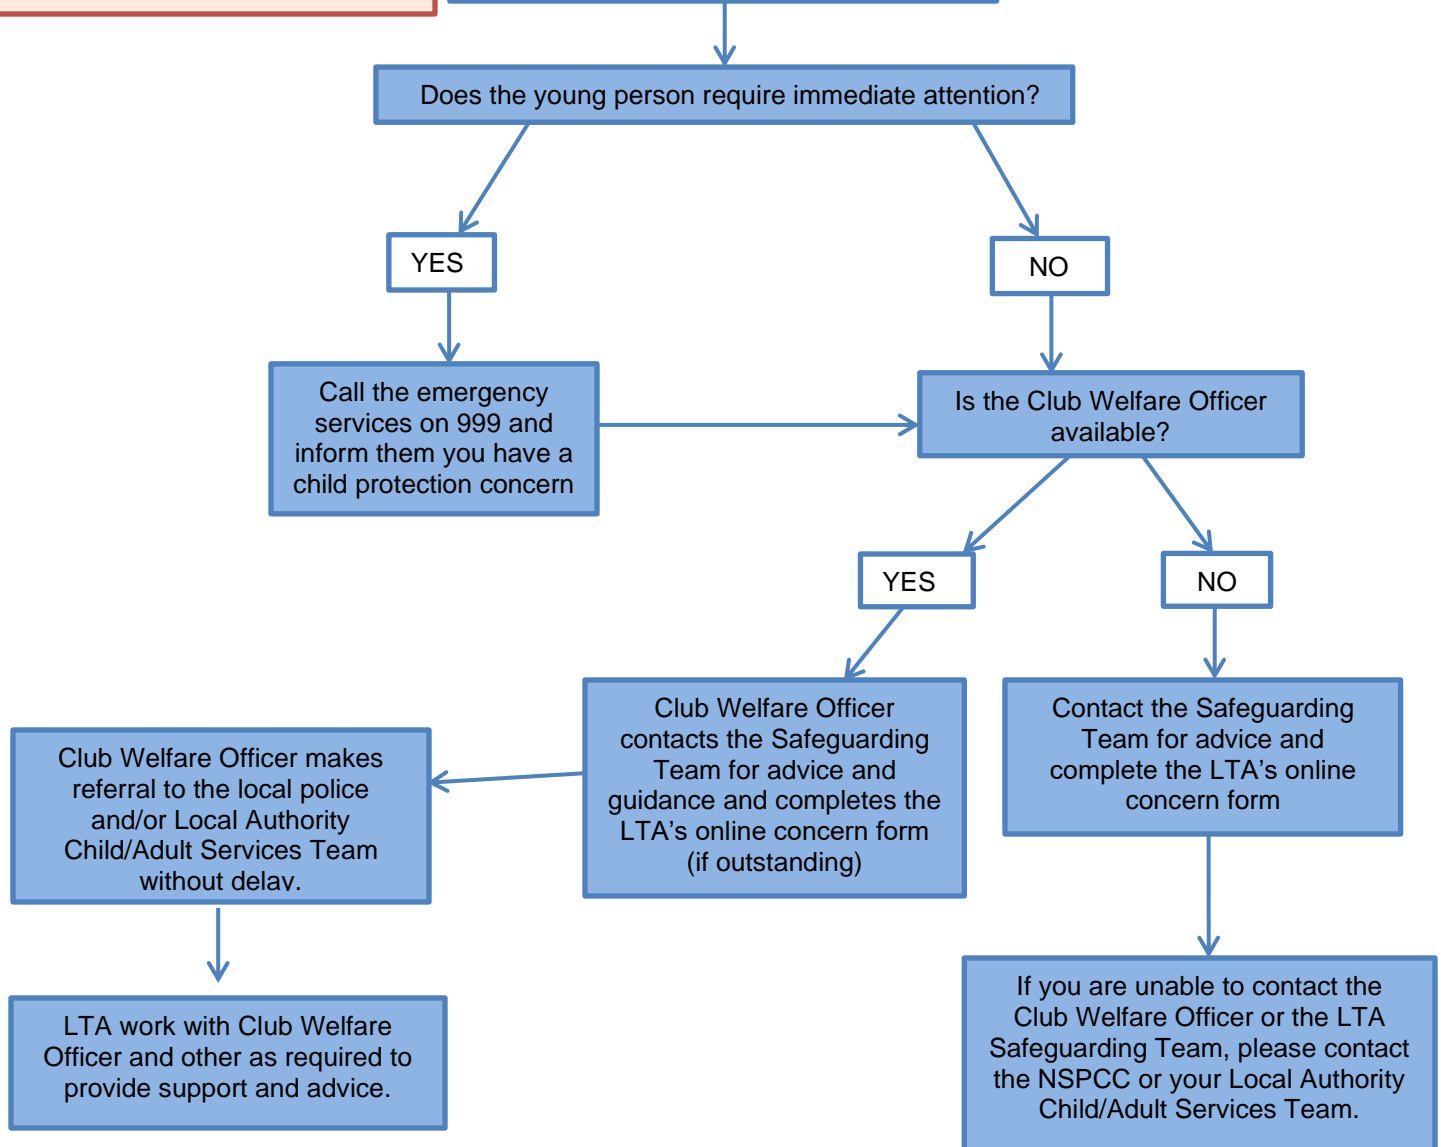 Does the young person require immediate attention?
YES
NO
Call the emergency
services on 999 and
inform them you have a
child protection concern
Is the Club Welfare Officer
available?
YES
NO
Club Welfare Officer
contacts the Safeguarding
Team for advice and
guidance and completes the
LTA’s online concern form
(if outstanding)
Contact the Safeguarding
Team for advice and
complete the LTA’s online
concern form
Club Welfare Officer makes
referral to the local police
and/or Local Authority
Child/Adult Services Team
without delay.
LTA work with Club Welfare
Officer and other as required to
provide support and advice.
If you are unable to contact the
Club Welfare Officer or the LTA
Safeguarding Team, please contact
the NSPCC or your Local Authority
Child/Adult Services Team.